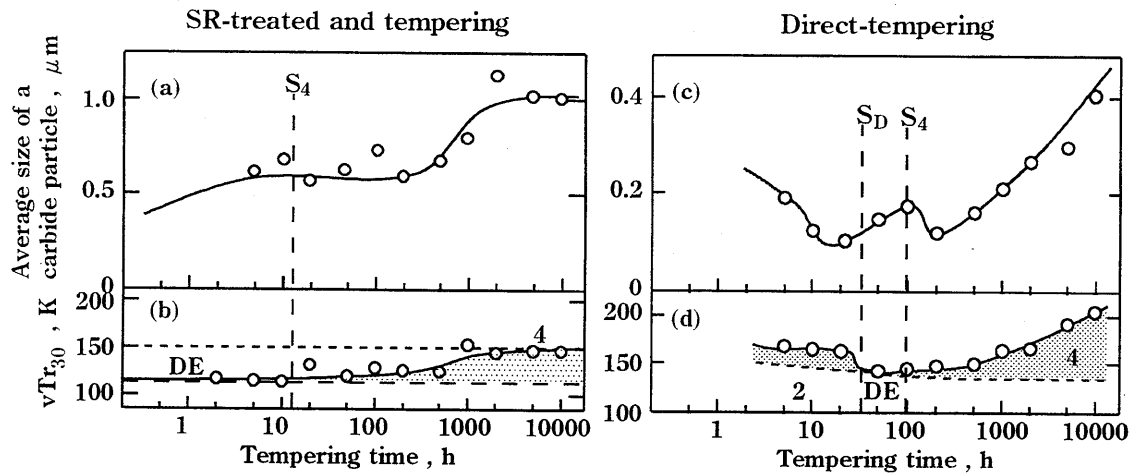 SR-treated and tempering
Direct-tempering
Average size of a
carbide particle , μm
(a)
S4
1.0
0.5
0
(c)
SD
S4
0.4
0.2
0
vTr30 , K
200
150
100
(b)
DE
4
1
10
100
1000
10000
Tempering time , h
200
150
100
(d)
2
DE
4
1
10
100
1000
10000
Tempering time , h